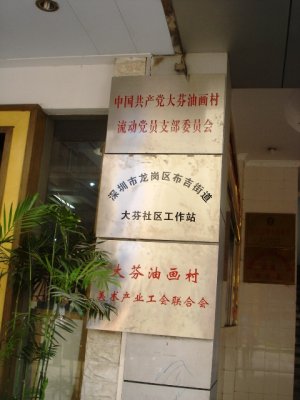 中国共产党大芬油画村
流动党员支部委员会
深圳市龙岗区布吉街道
大芬社区工作站
大芬油画村
美术产业工会联合会